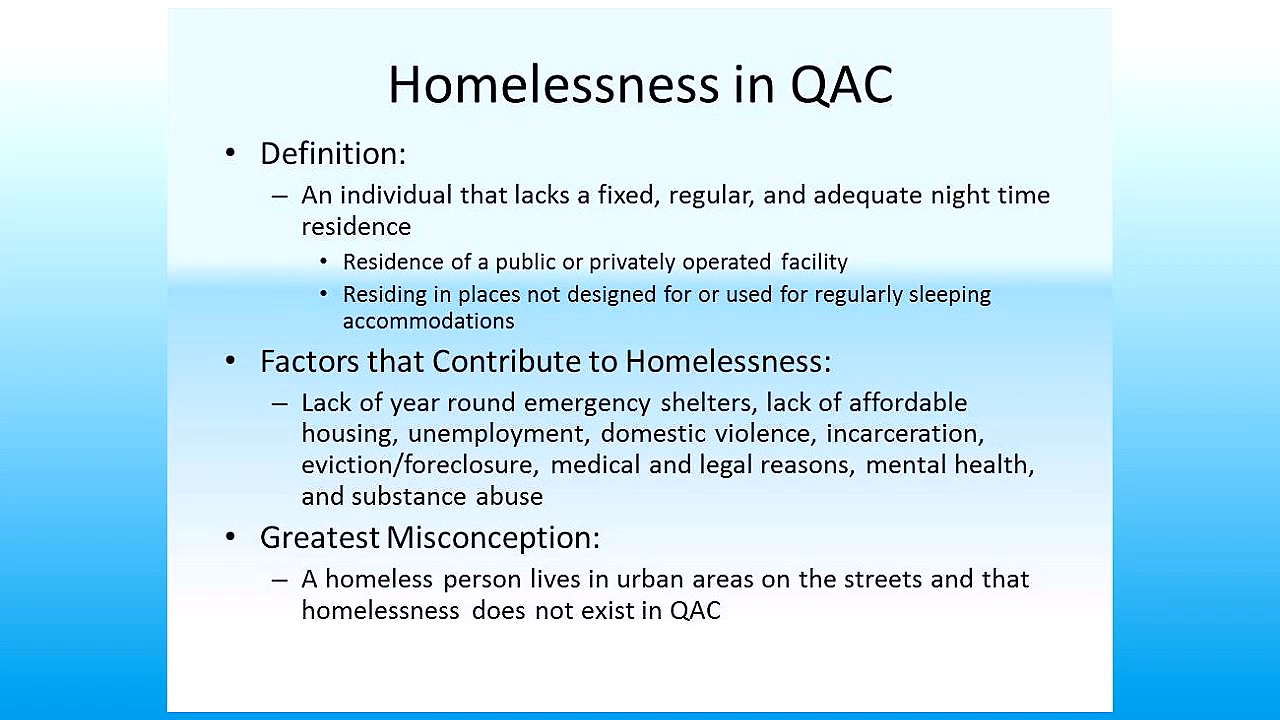 Homelessness in QAC
• Definition:
– An individual that lacks a fixed, regular, and adequate night time
residence
• Residence of a public or privately operated facility
• Residing in places not designed for or used for regularly sleeping
accommodations
• Factors that Contribute to Homelessness:
– Lack of year round emergency shelters, lack of affordable
housing, unemployment, domestic violence, incarceration,
eviction/foreclosure, medical and legal reasons, mental health,
and substance abuse
• Greatest Misconception:
– A homeless person lives in urban areas on the streets and that
homelessness does not exist in QAC